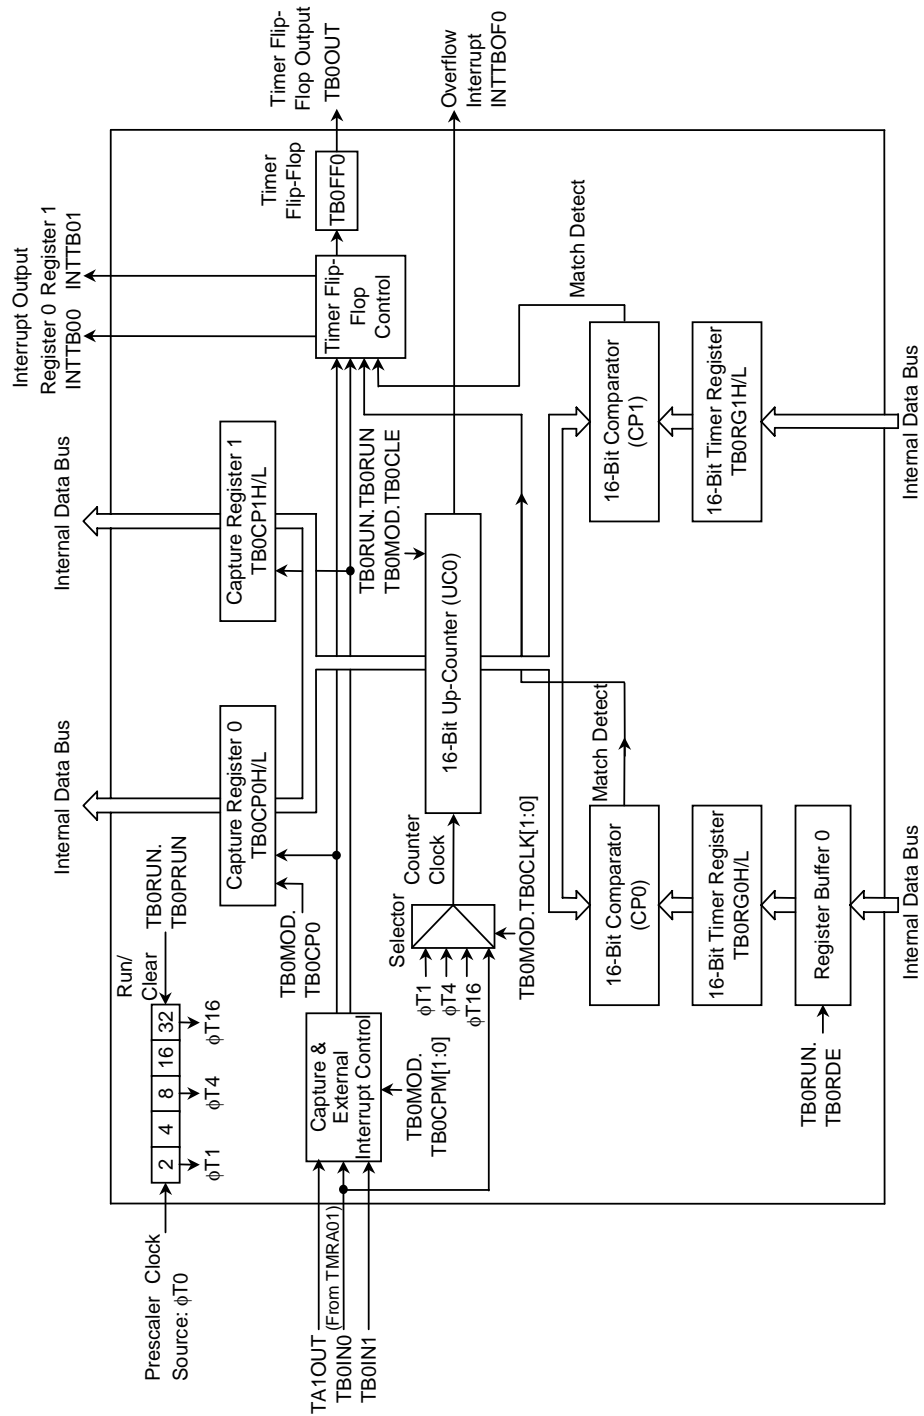 Prescaler Clock
Source: ϕT0
2 4 8 16 32
ϕT1
ϕT4
ϕT16
Run/
Clear
TB0RUN.
TB0PRUN
Internal Data Bus
Internal Data Bus
Interrupt Output
Register 0 Register 1
INTTB00 INTTB01
TA1OUT (From TMRA01)
TB0IN0
TB0IN1
Capture &
External
Interrupt Control
TB0MOD.
TB0CPM[1:0]
TB0MOD.
TB0CP0
Capture Register 0
TB0CP0H/L
Capture Register 1
TB0CP1H/L
Timer Flip-
Flop
Control
Timer
Flip-Flop
TB0FF0
Timer Flip-
Flop Output
TB0OUT
Selector
ϕT1
ϕT4
ϕT16
TB0MOD.TB0CLK[1:0]
Counter
Clock
16-Bit Up-Counter (UC0)
TB0RUN.TB0RUN
TB0MOD.TB0CLE
Overflow
Interrupt
INTTBOF0
Match Detect
Match Detect
16-Bit Comparator
(CP0)
16-Bit Comparator
(CP1)
16-Bit Timer Register
TB0RG0H/L
16-Bit Timer Register
TB0RG1H/L
TB0RUN.
TB0RDE
Register Buffer 0
Internal Data Bus
Internal Data Bus